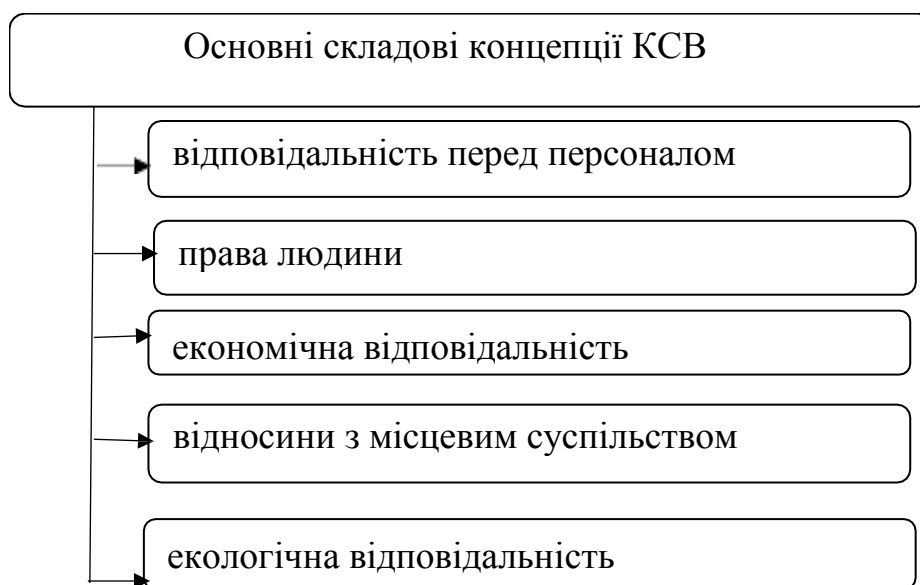 Основні складові концепції КСВ
відповідальність перед персоналом
права людини
економічна відповідальність
відносини з місцевим суспільством
екологічна відповідальність